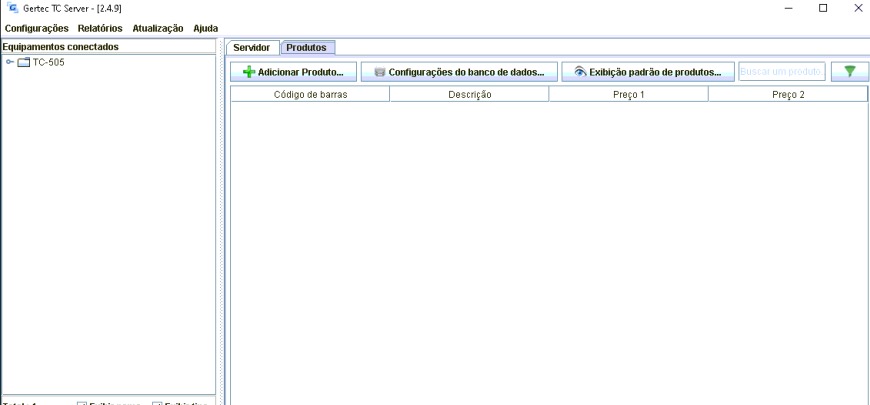 Gertec TC Server - [2.4.9]
Configurações Relatórios Atualização Ajuda
Equipamentos conectados
TC-505
Servidor Produtos
Adicionar Produto... Configurações do banco de dados... Exibição padrão de produtos... Buscar um produto.
Código de barras Descrição Preço 1 Preço 2